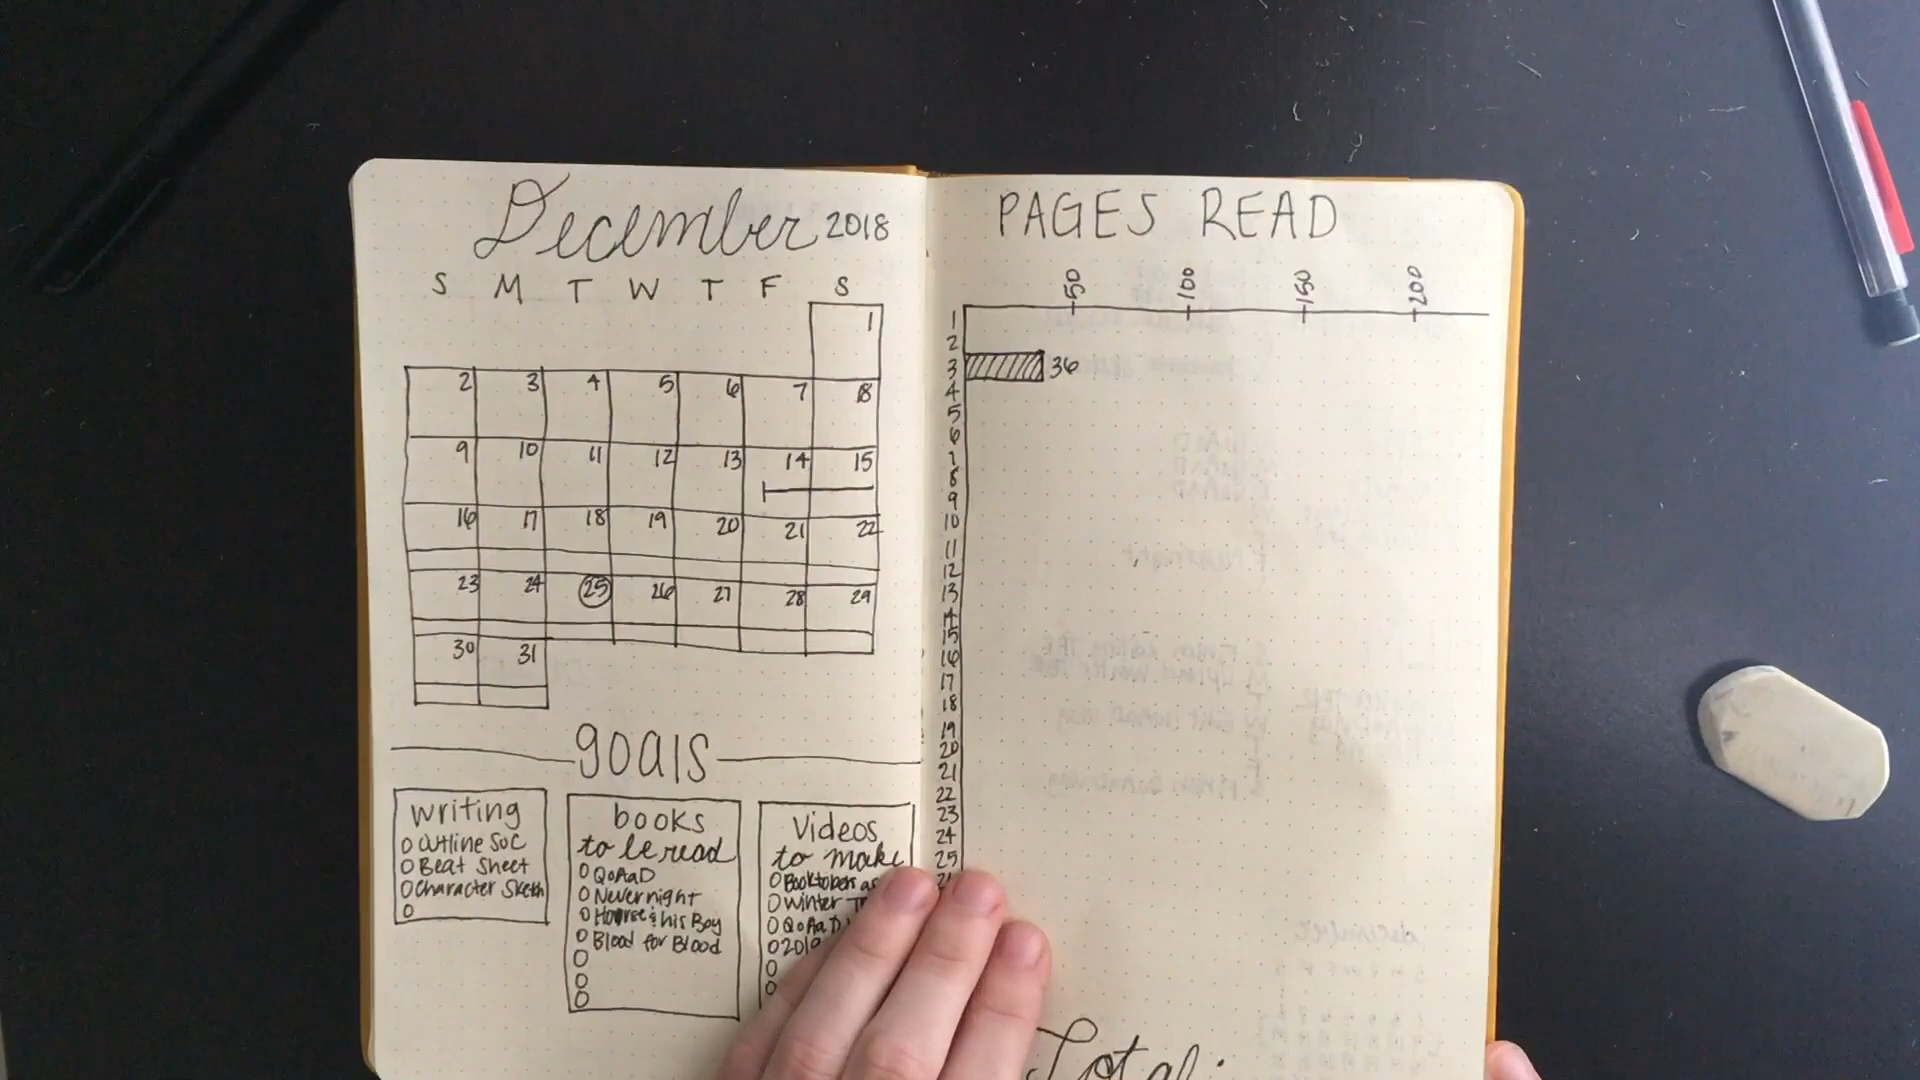 December 2018
S M T W T F S
1
2 3 4 5 6 7 8
9 10 11 12 13 14 15
16 17 18 19 20 21 22
23 24 25 26 27 28 29
30 31
goals
writing
O Outline SoC
O Beat Sheet
O Character Sketch
O
books
to be read
O QoAaD
O Nevernight
O Horse & his Boy
O Blood for Blood
O
O
O
Videos
to make
O Booktober as
O Winter
O QoAaD
O 2019
O
O
PAGES READ
50 100 150 200
1
2
3 36
4
5
6
7
8
9
10
11
12
13
14
15
16
17
18
19
20
21
22
23
24
25
Total: